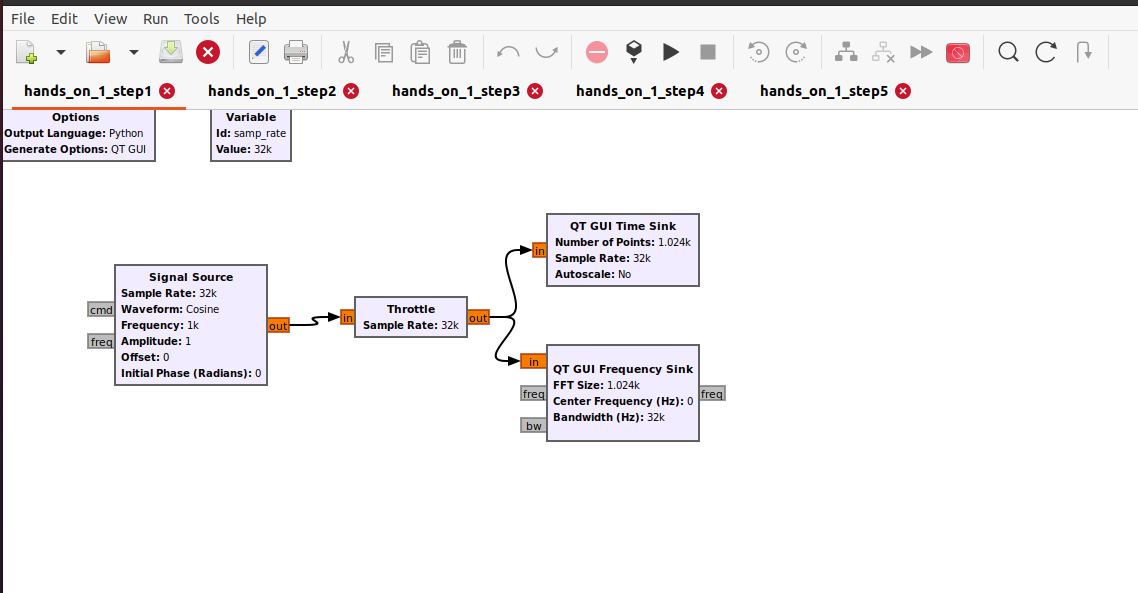 File Edit View Run Tools Help
hands_on_1_step1 hands_on_1_step2 hands_on_1_step3 hands_on_1_step4 hands_on_1_step5
Options
Output Language: Python
Generate Options: QT GUI
Variable
Id: samp_rate
Value: 32k
Signal Source
Sample Rate: 32k
Waveform: Cosine
Frequency: 1k
Amplitude: 1
Offset: 0
Initial Phase (Radians): 0
cmd
freq
out
in
Throttle
Sample Rate: 32k
out
in
QT GUI Time Sink
Number of Points: 1.024k
Sample Rate: 32k
Autoscale: No
in
freq
bw
QT GUI Frequency Sink
FFT Size: 1.024k
Center Frequency (Hz): 0
Bandwidth (Hz): 32k
freq